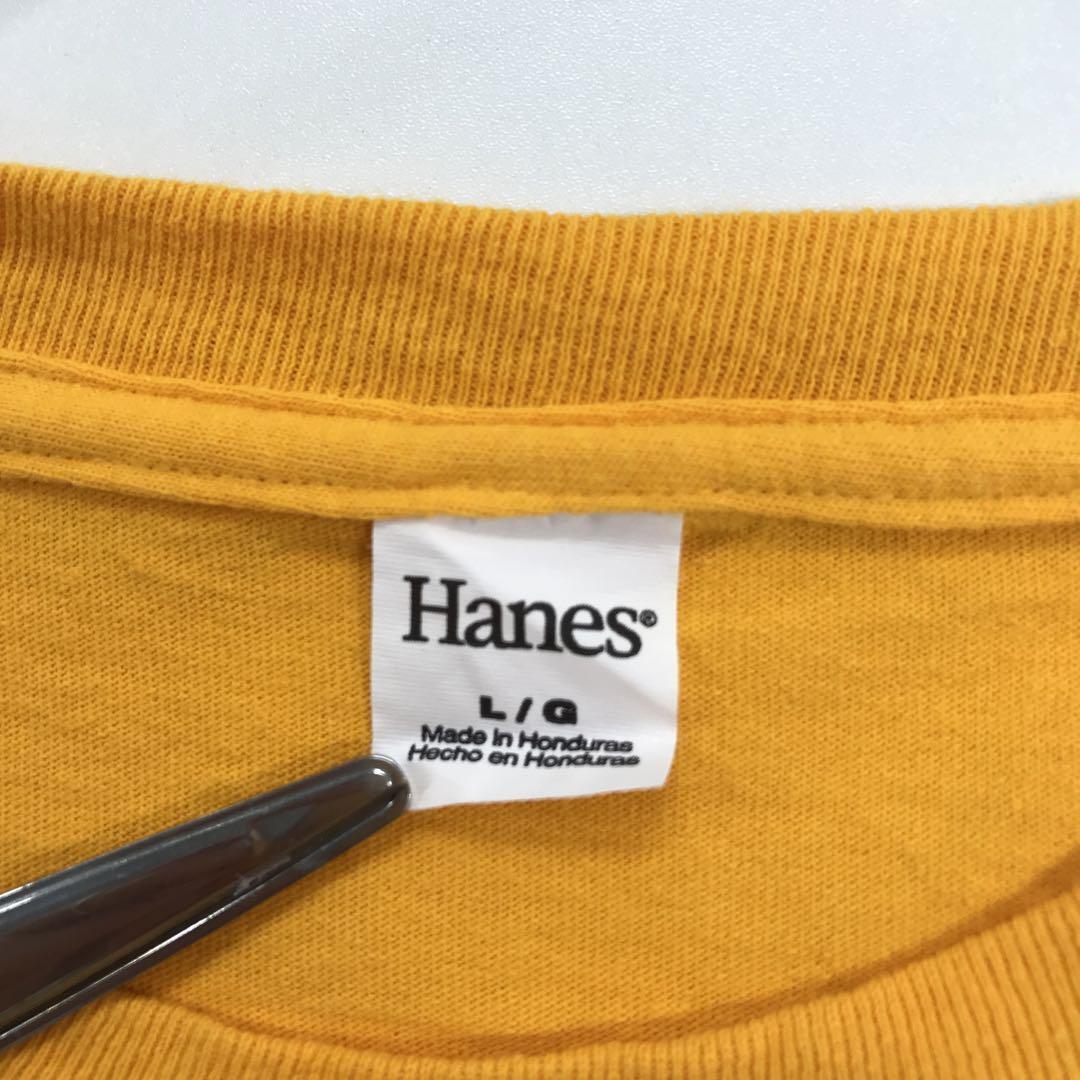 Hanes®
L / G
Made in Honduras
Hecho en Honduras